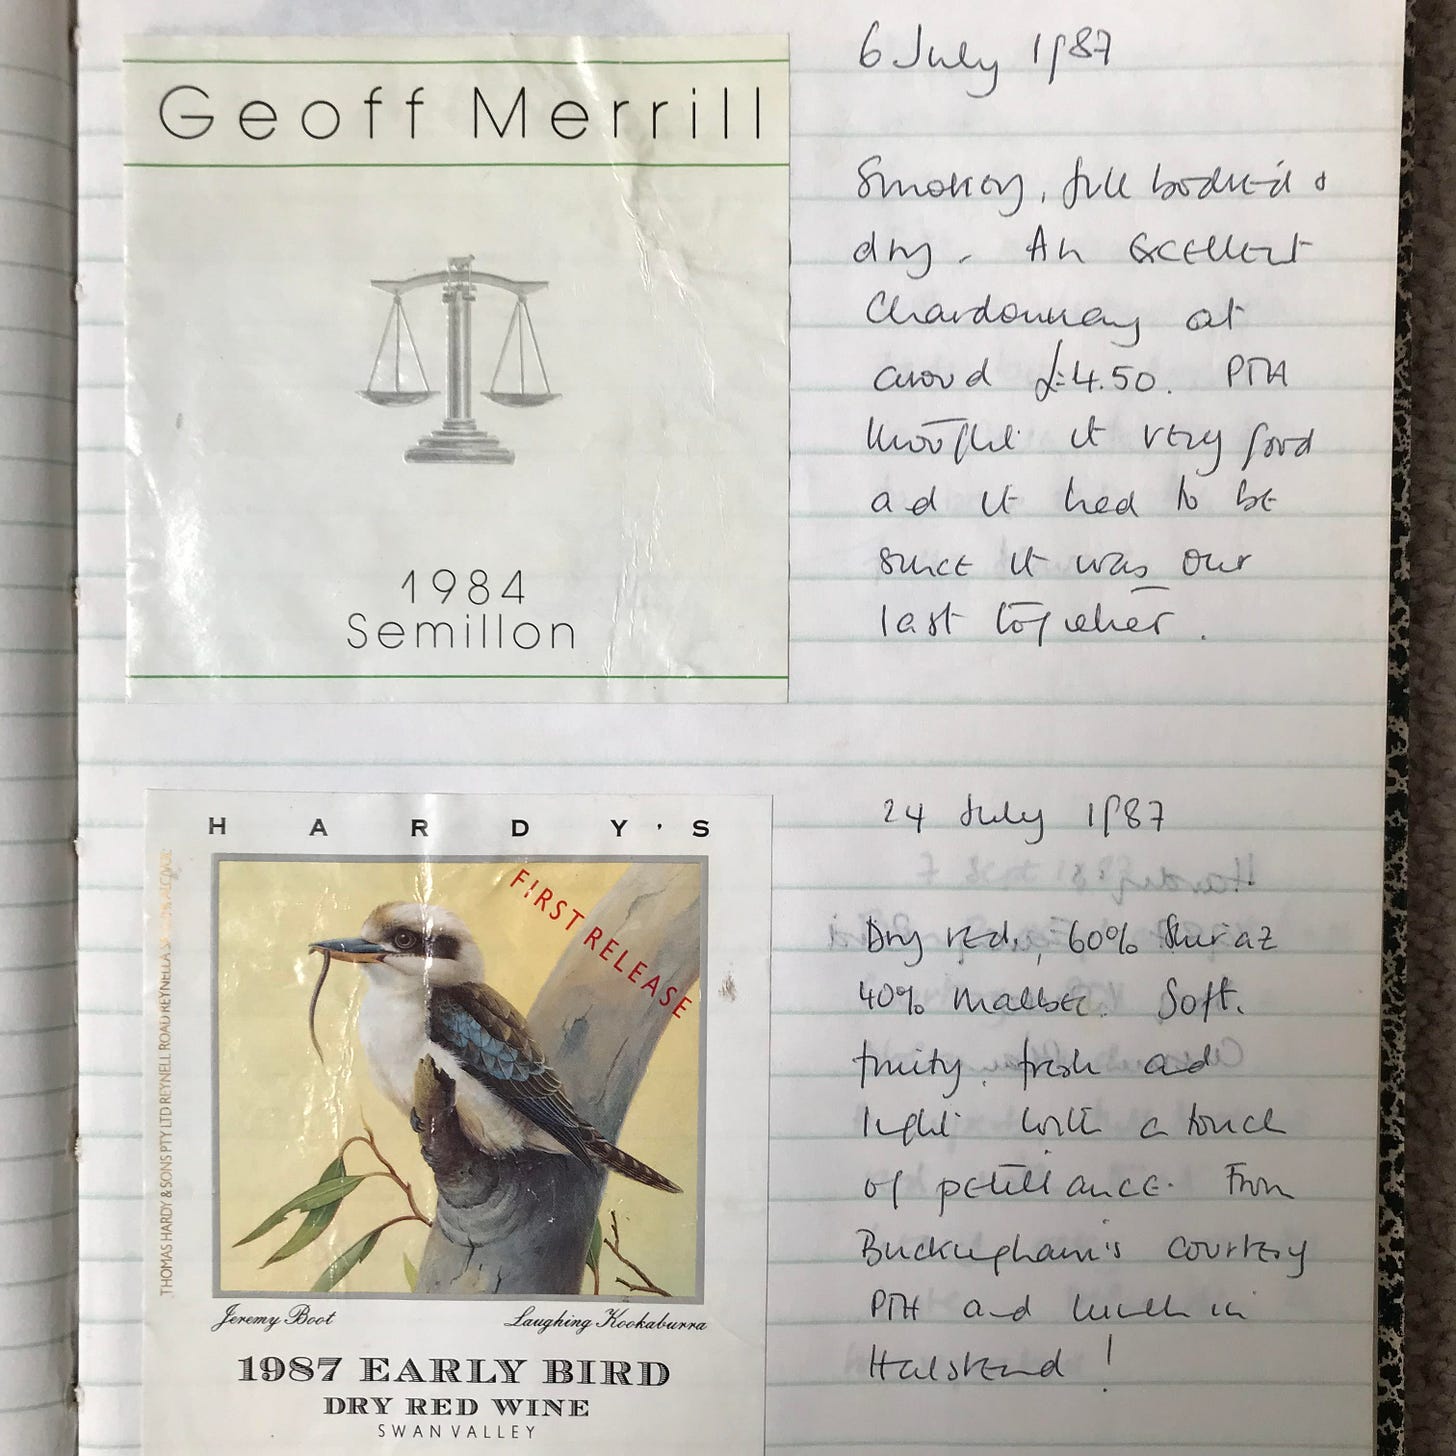 Geoff Merrill
1984
Semillon
6 July 1987
Smokey, full bodied &
dry. An excellent
Chardonnay at
around £4.50. PTH
thought it very good
and it had to be
since it was our
last together.
HARDY'S
FIRST RELEASE
THOMAS HARDY & SONS PTY LTD REYNELL ROAD REYNELLA
Jeremy Boot
Laughing Kookaburra
1987 EARLY BIRD
DRY RED WINE
SWAN VALLEY
24 July 1987
Dry red, 60% Shiraz
40% Malbec. Soft,
fruity, fresh and
light with a touch
of petillance. From
Buckingham's courtesy
PTH and lunch in
Halstead!